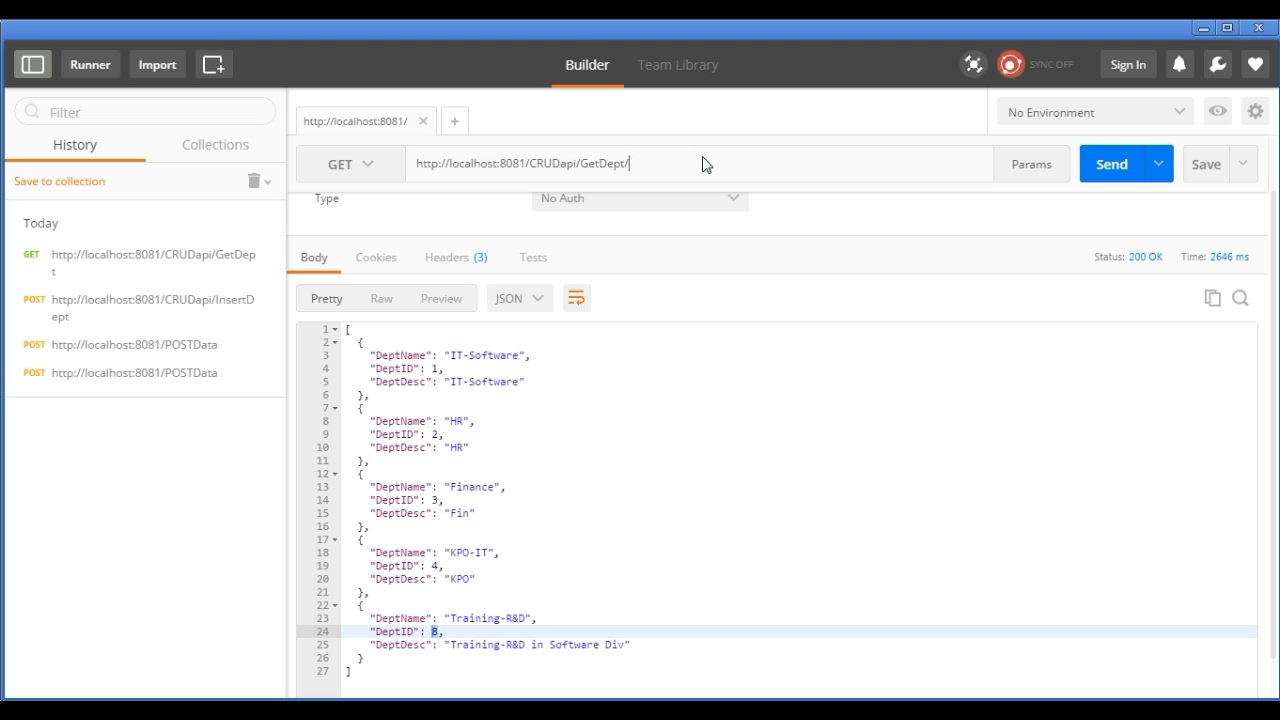 Runner
Import
Builder
Team Library
SYNC OFF
Sign In
Filter
History
Collections
Save to collection
Today
GET http://localhost:8081/CRUDapi/GetDep
t
POST http://localhost:8081/CRUDapi/InsertD
ept
POST http://localhost:8081/POSTData
POST http://localhost:8081/POSTData
http://localhost:8081/
No Environment
GET
http://localhost:8081/CRUDapi/GetDept/
Params
Send
Save
Type
No Auth
Body
Cookies
Headers (3)
Tests
Status: 200 OK
Time: 2646 ms
Pretty
Raw
Preview
JSON
1 [
2 {
3 "DeptName": "IT-Software",
4 "DeptID": 1,
5 "DeptDesc": "IT-Software"
6 },
7 {
8 "DeptName": "HR",
9 "DeptID": 2,
10 "DeptDesc": "HR"
11 },
12 {
13 "DeptName": "Finance",
14 "DeptID": 3,
15 "DeptDesc": "Fin"
16 },
17 {
18 "DeptName": "KPO-IT",
19 "DeptID": 4,
20 "DeptDesc": "KPO"
21 },
22 {
23 "DeptName": "Training-R&D",
24 "DeptID": 8,
25 "DeptDesc": "Training-R&D in Software Div"
26 }
27 ]